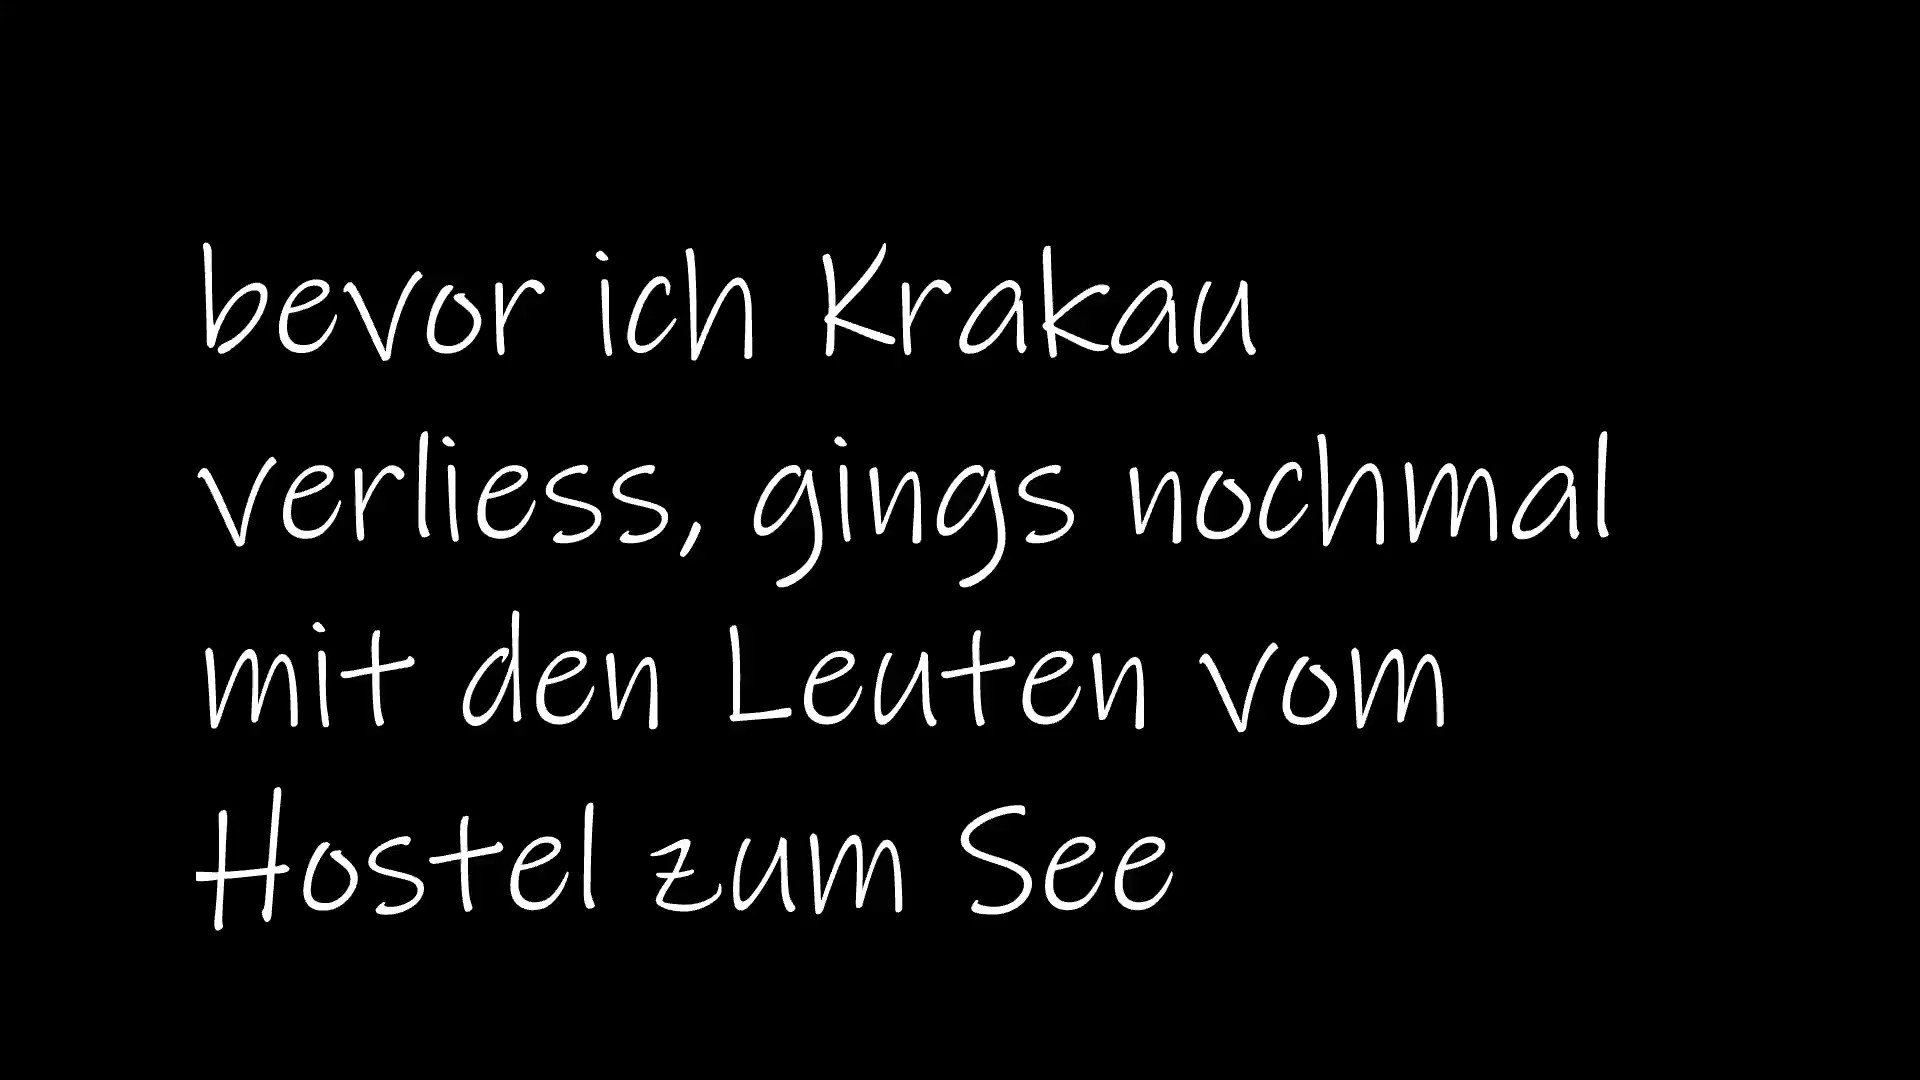 bevor ich Krakau
verliess, gings nochmal
mit den Leuten vom
Hostel zum See